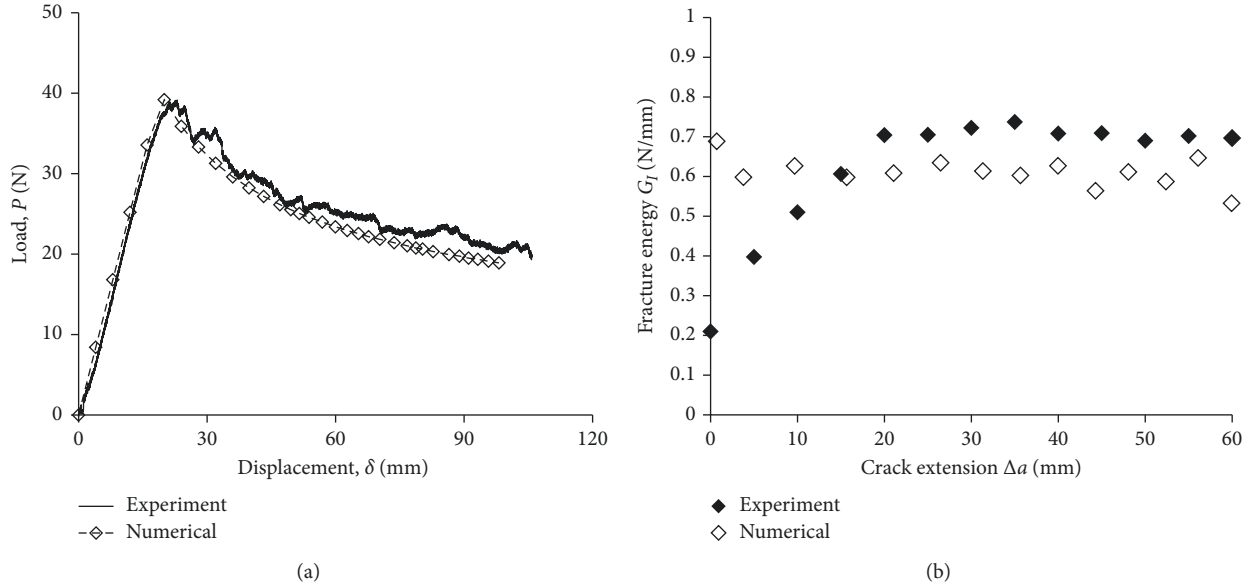 50
40
30
20
10
0
Load, P (N)
0
30
60
90
120
Displacement, δ (mm)
Experiment
Numerical
(a)
1
0.9
0.8
0.7
0.6
0.5
0.4
0.3
0.2
0.1
0
Fracture energy G_I (N/mm)
0
10
20
30
40
50
60
Crack extension Δa (mm)
Experiment
Numerical
(b)